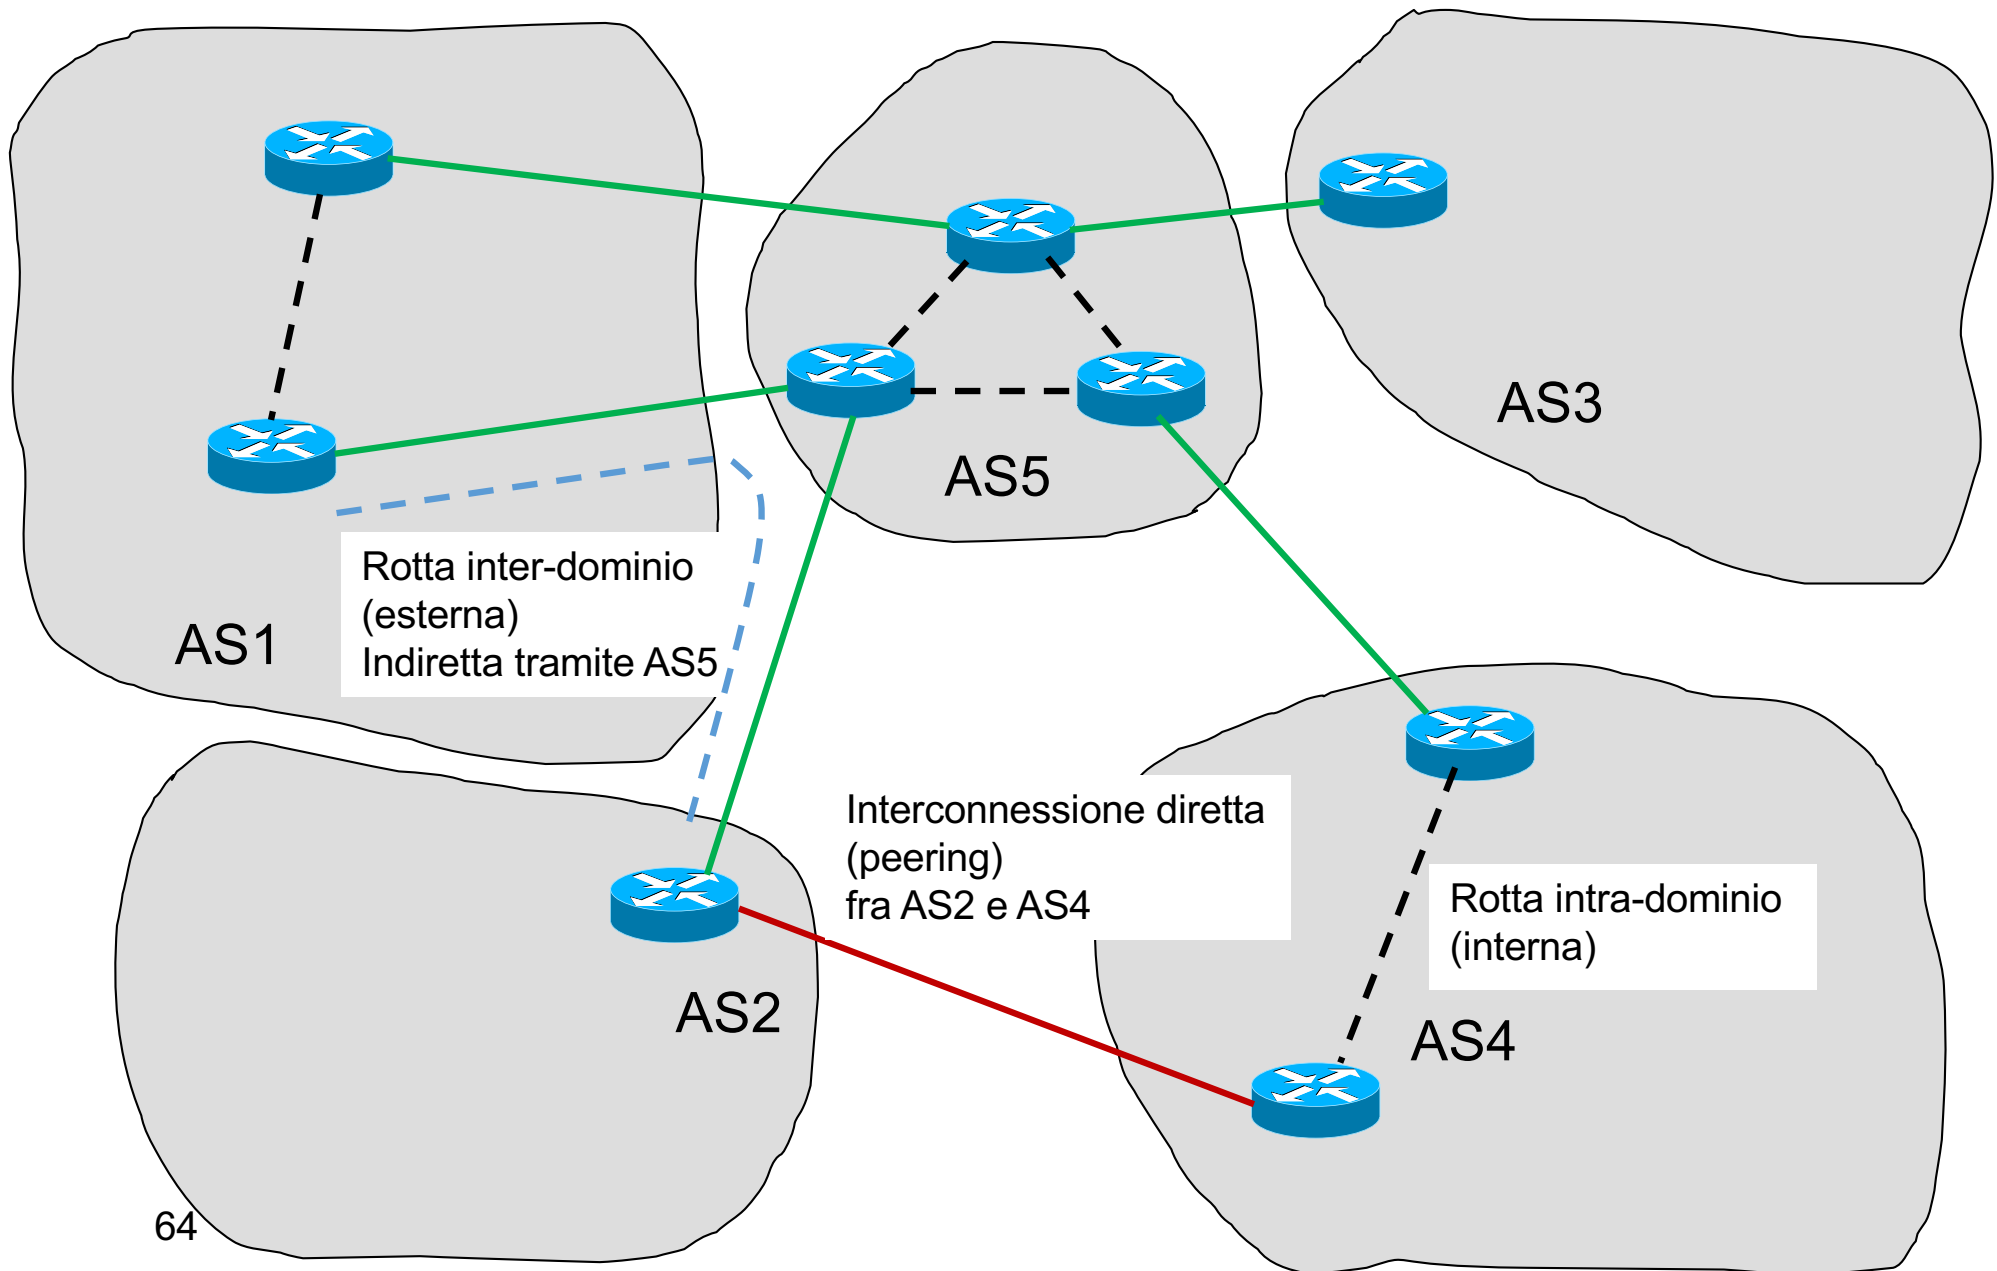 AS3
AS5
Rotta inter-dominio
(esterna)
Indiretta tramite AS5
AS1
Interconnessione diretta
(peering)
fra AS2 e AS4
Rotta intra-dominio
(interna)
AS2
AS4
64